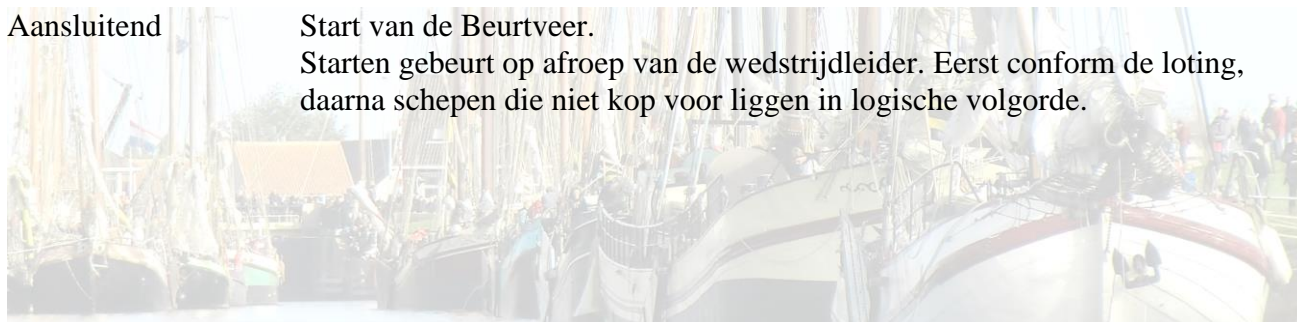 Aansluitend Start van de Beurtveer.
Starten gebeurt op afroep van de wedstrijdleider. Eerst conform de loting,
daarna schepen die niet kop voor liggen in logische volgorde.